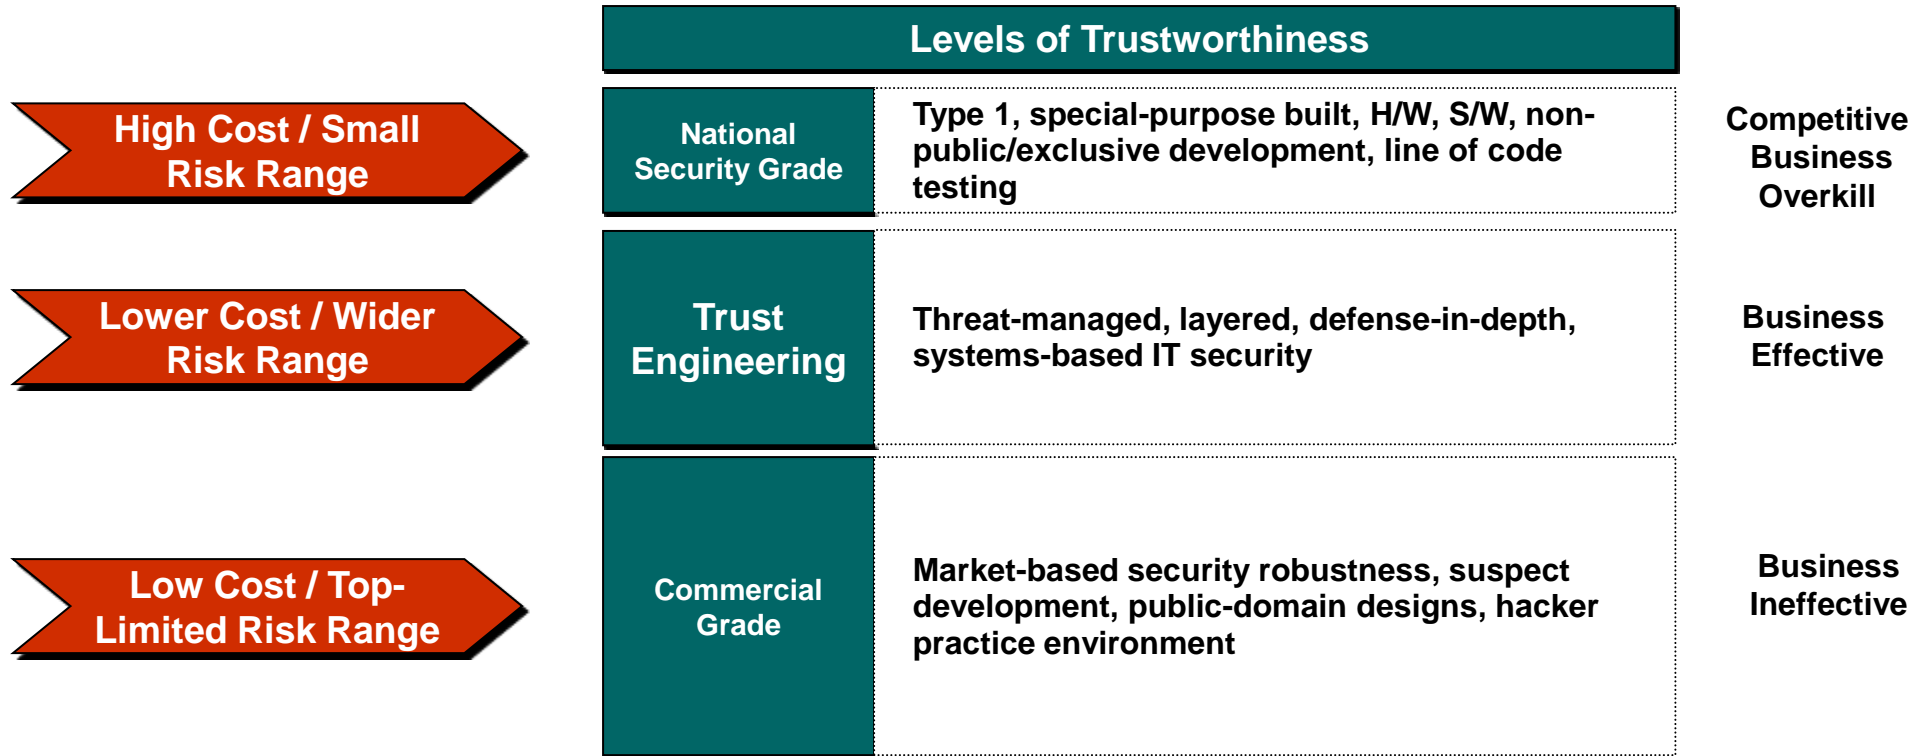 Levels of Trustworthiness
High Cost / Small
Risk Range
National
Security Grade
Type 1, special-purpose built, H/W, S/W, non-
public/exclusive development, line of code
testing
Competitive
Business
Overkill
Lower Cost / Wider
Risk Range
Trust
Engineering
Threat-managed, layered, defense-in-depth,
systems-based IT security
Business
Effective
Low Cost / Top-
Limited Risk Range
Commercial
Grade
Market-based security robustness, suspect
development, public-domain designs, hacker
practice environment
Business
Ineffective